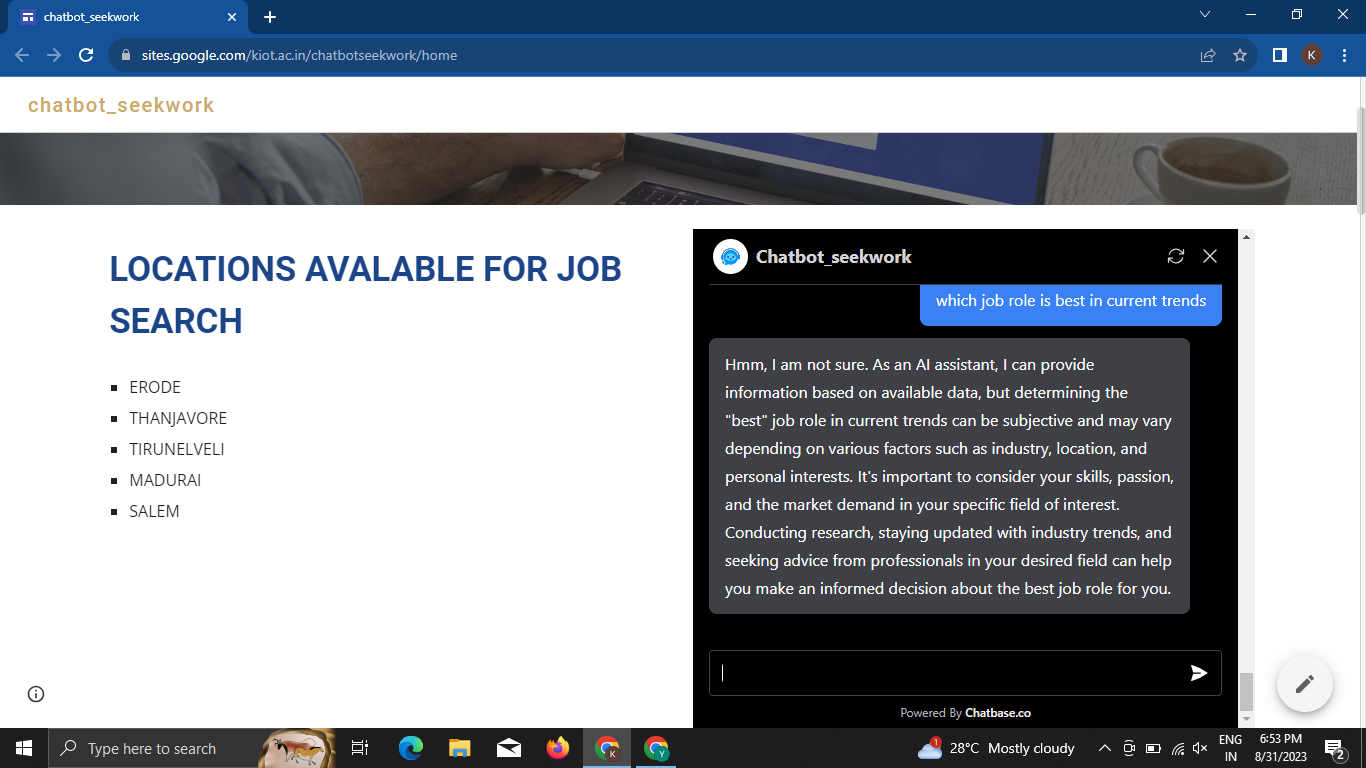 chatbot_seekwork
sites.google.com/kiot.ac.in/chatbotseekwork/home
K
chatbot_seekwork
LOCATIONS AVALABLE FOR JOB
SEARCH
ERODE
THANJAVORE
TIRUNELVELI
MADURAI
SALEM
Chatbot_seekwork
which job role is best in current trends
Hmm, I am not sure. As an AI assistant, I can provide
information based on available data, but determining the
"best" job role in current trends can be subjective and may vary
depending on various factors such as industry, location, and
personal interests. It's important to consider your skills, passion,
and the market demand in your specific field of interest.
Conducting research, staying updated with industry trends, and
seeking advice from professionals in your desired field can help
you make an informed decision about the best job role for you.
Powered By Chatbase.co
Type here to search
K
Y
1
28°C Mostly cloudy
ENG
IN
6:53 PM
8/31/2023
2